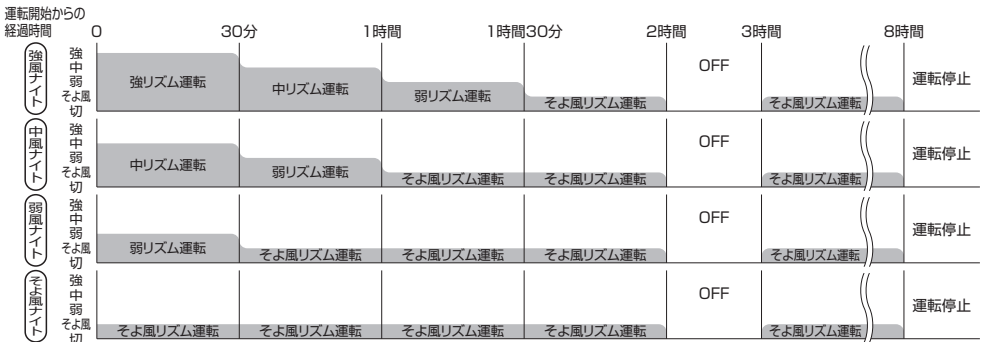 運転開始からの
経過時間 0 30分 1時間 1時間30分 2時間 3時間 8時間
強風ナイト
強
中
弱
そよ風
切
強リズム運転 中リズム運転 弱リズム運転 そよ風リズム運転 OFF そよ風リズム運転 運転停止
中風ナイト
強
中
弱
そよ風
切
中リズム運転 弱リズム運転 そよ風リズム運転 そよ風リズム運転 OFF そよ風リズム運転 運転停止
弱風ナイト
強
中
弱
そよ風
切
弱リズム運転 そよ風リズム運転 そよ風リズム運転 そよ風リズム運転 OFF そよ風リズム運転 運転停止
そよ風ナイト
強
中
弱
そよ風
切
そよ風リズム運転 そよ風リズム運転 そよ風リズム運転 そよ風リズム運転 OFF そよ風リズム運転 運転停止